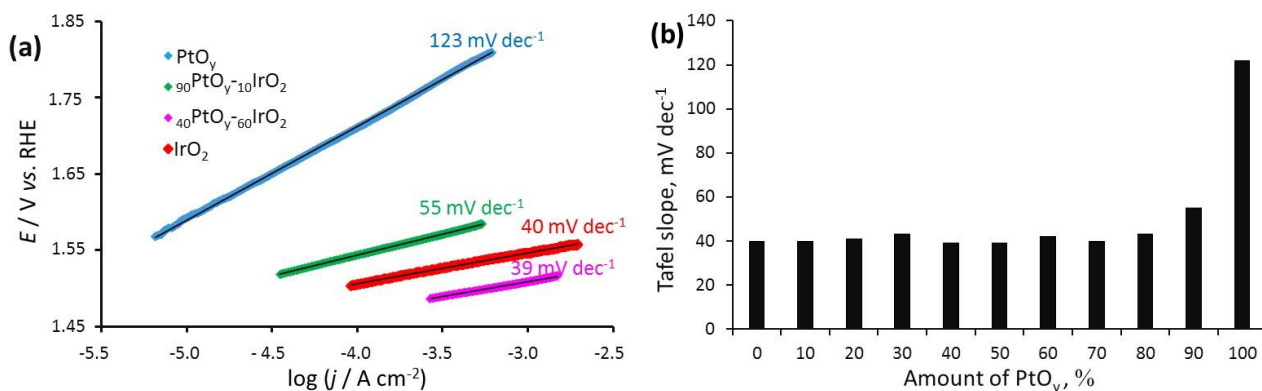 (a)
1.85
1.75
1.65
1.55
1.45
E / V vs. RHE
PtOy
90PtOy-10IrO2
40PtOy-60IrO2
IrO2
123 mV dec-1
55 mV dec-1
40 mV dec-1
39 mV dec-1
-5.5 -5.0 -4.5 -4.0 -3.5 -3.0 -2.5
log (j / A cm-2)
(b)
140
120
100
80
60
40
20
0
Tafel slope, mV dec-1
0 10 20 30 40 50 60 70 80 90 100
Amount of PtOy, %